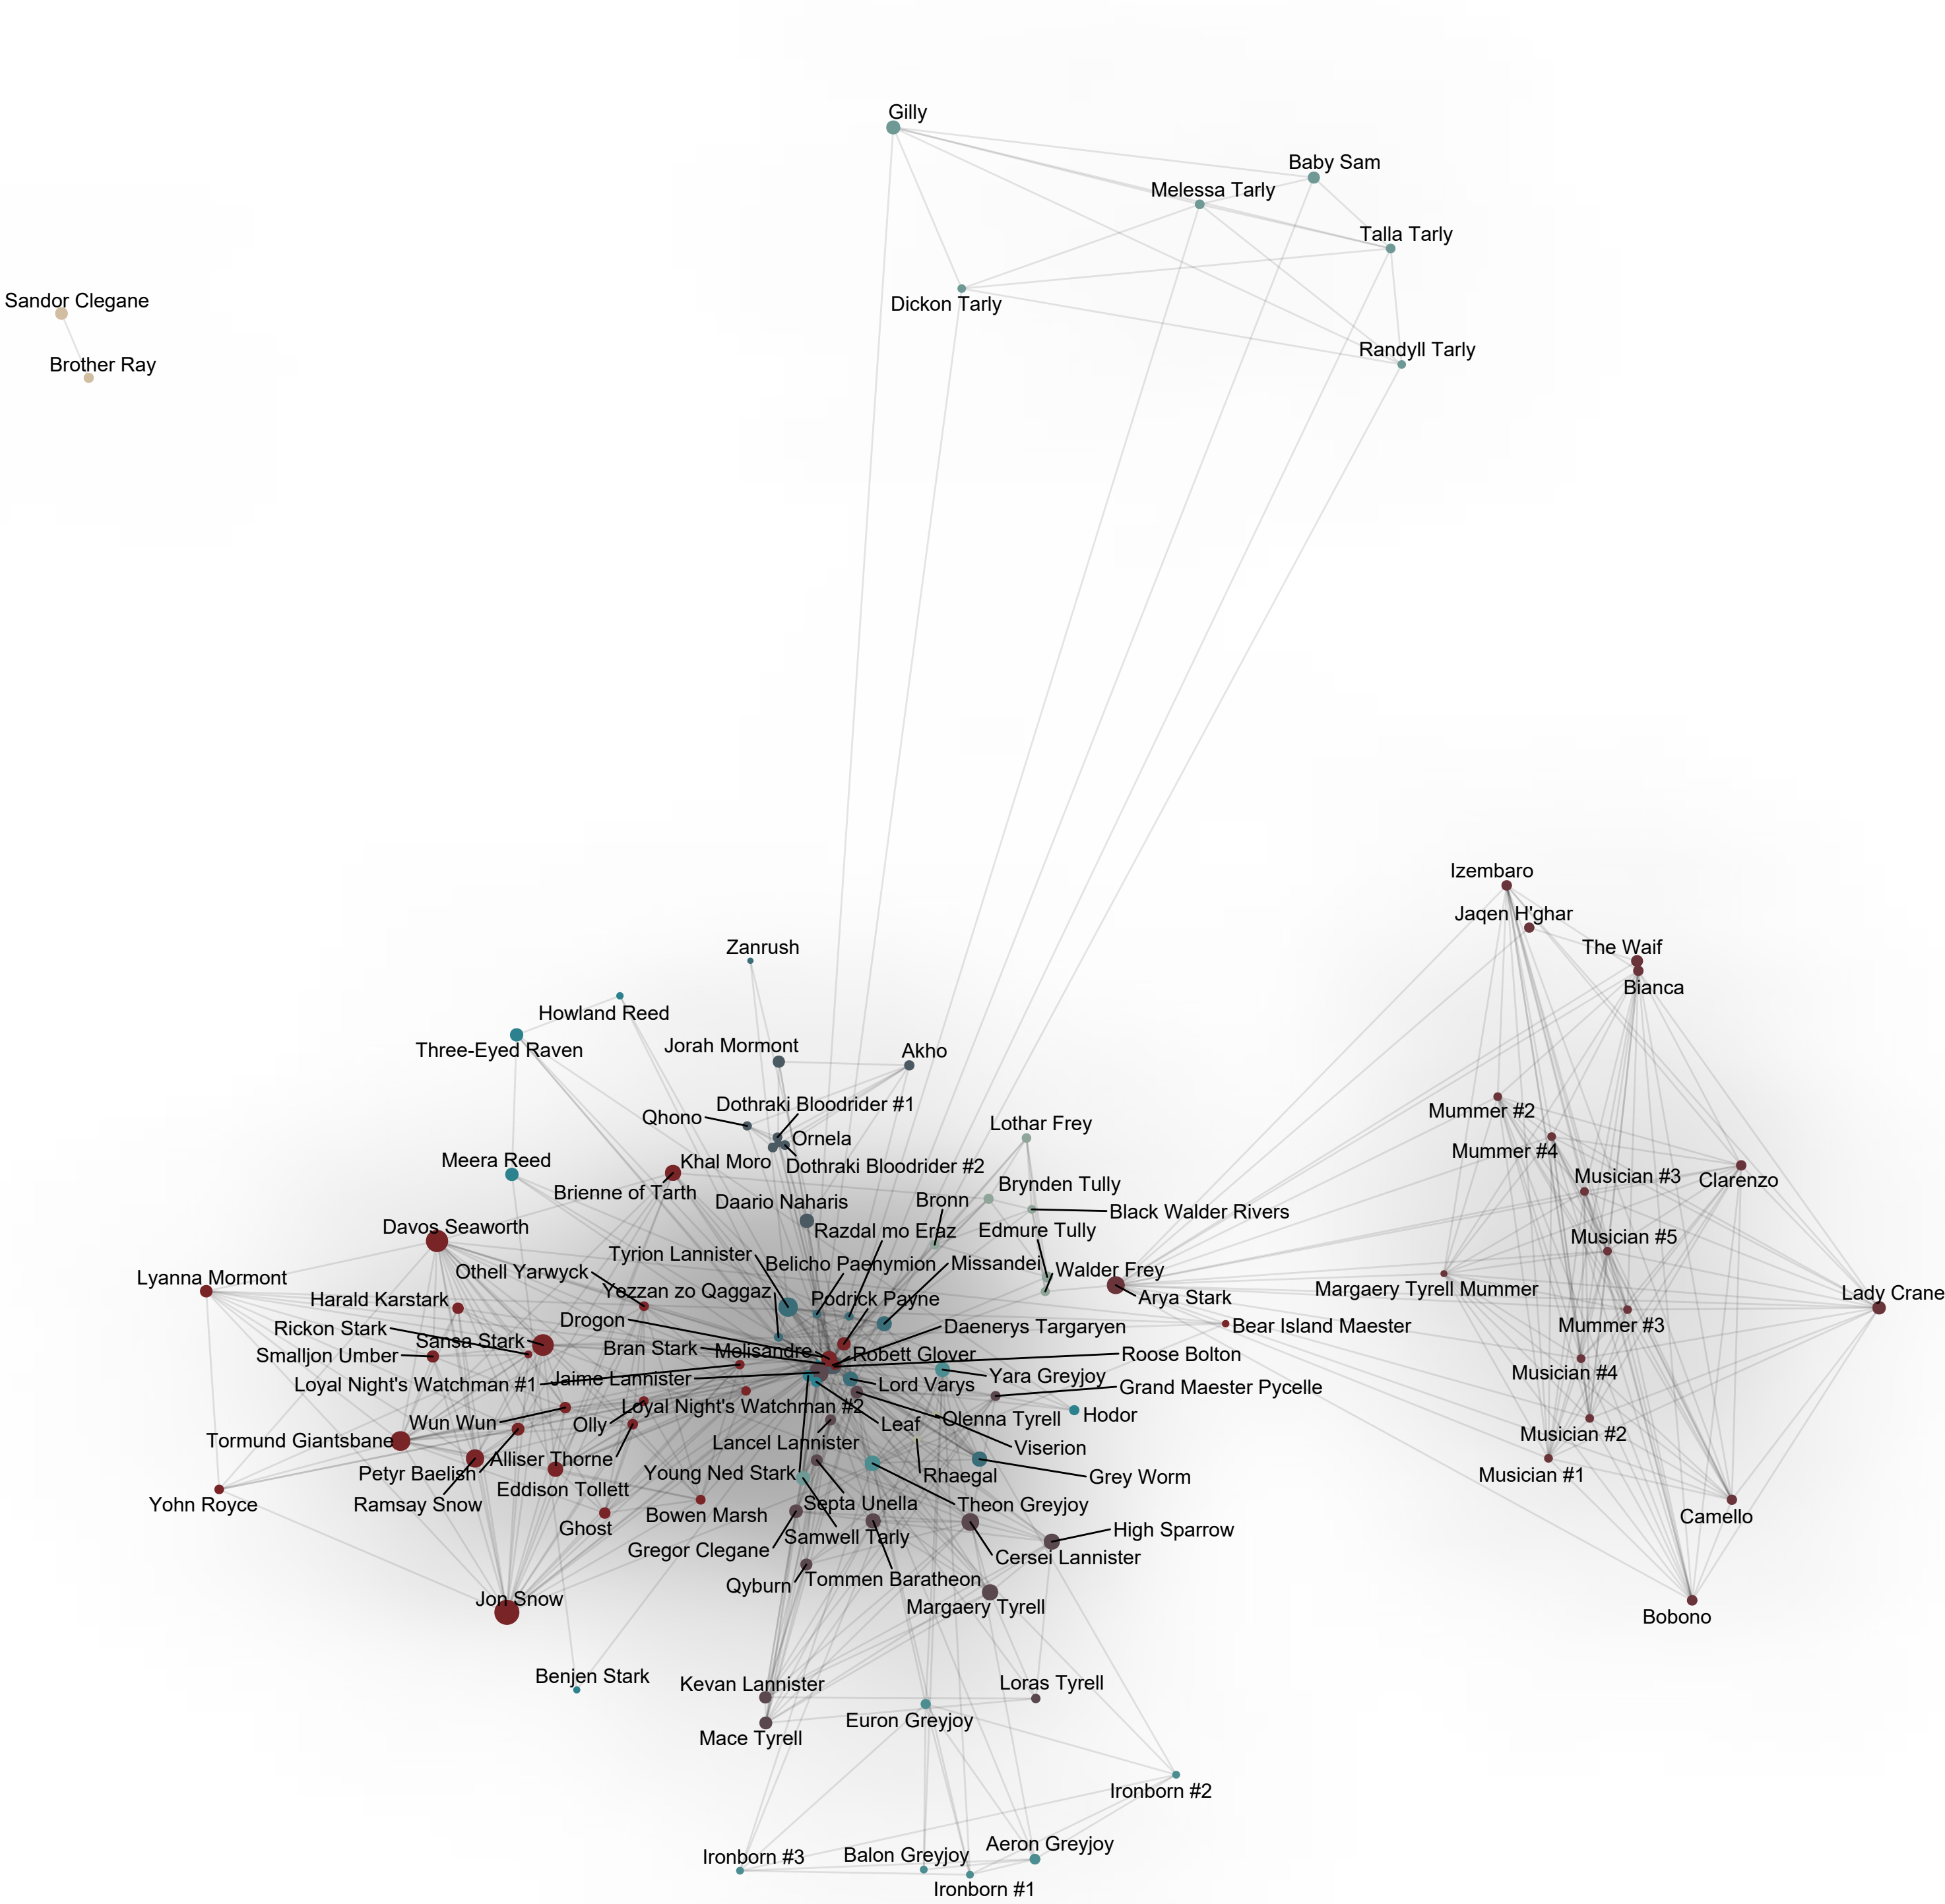 Gilly
Baby Sam
Melessa Tarly
Talla Tarly
Sandor Clegane
Dickon Tarly
Randyll Tarly
Brother Ray
Izembaro
Jaqen H'ghar
Zanrush
The Waif
Bianca
Howland Reed
Jorah Mormont
Akho
Three-Eyed Raven
Dothraki Bloodrider #1
Mummer #2
Qhono
Lothar Frey
Ornela
Mummer #4
Meera Reed
Khal Moro
Dothraki Bloodrider #2
Musician #3
Clarenzo
Brynden Tully
Brienne of Tarth
Daario Naharis
Bronn
Black Walder Rivers
Davos Seaworth
Razdal mo Eraz
Edmure Tully
Musician #5
Tyrion Lannister
Belicho Paenymion
Missandei
Othell Yarwyck
Walder Frey
Lyanna Mormont
Yezzan zo Qaggaz
Margaery Tyrell Mummer
Lady Crane
Harald Karstark
Podrick Payne
Arya Stark
Drogon
Daenerys Targaryen
Bear Island Maester
Mummer #3
Rickon Stark
Sansa Stark
Bran Stark
Melisandre
Robett Glover
Roose Bolton
Smalljon Umber
Musician #4
Loyal Night's Watchman #1
Jaime Lannister
Lord Varys
Yara Greyjoy
Grand Maester Pycelle
Loyal Night's Watchman #2
Wun Wun
Olly
Leaf
Olenna Tyrell
Hodor
Tormund Giantsbane
Lancel Lannister
Viserion
Musician #2
Petyr Baelish
Alliser Thorne
Young Ned Stark
Rhaegal
Grey Worm
Musician #1
Eddison Tollett
Yohn Royce
Ramsay Snow
Septa Unella
Theon Greyjoy
Bowen Marsh
Camello
Ghost
Samwell Tarly
High Sparrow
Gregor Clegane
Cersei Lannister
Qyburn
Tommen Baratheon
Jon Snow
Margaery Tyrell
Bobono
Benjen Stark
Kevan Lannister
Loras Tyrell
Euron Greyjoy
Mace Tyrell
Ironborn #2
Aeron Greyjoy
Ironborn #3
Balon Greyjoy
Ironborn #1